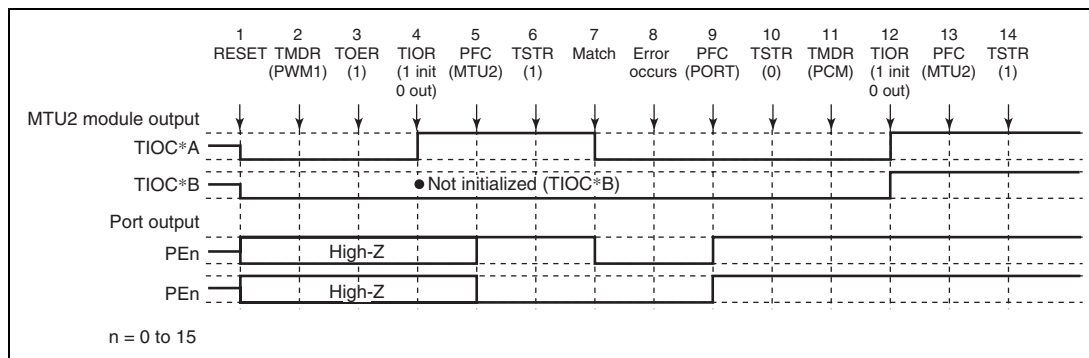 1 2 3 4 5 6 7 8 9 10 11 12 13 14
RESET TMDR TOER TIOR PFC TSTR Match Error PFC TSTR TMDR TIOR PFC TSTR
(PWM1) (1) (1 init (MTU2) (1) occurs (PORT) (0) (PCM) (1 init (MTU2) (1)
0 out) 0 out)
MTU2 module output
TIOC*A
TIOC*B ● Not initialized (TIOC*B)
Port output
PEn High-Z
PEn High-Z
n = 0 to 15